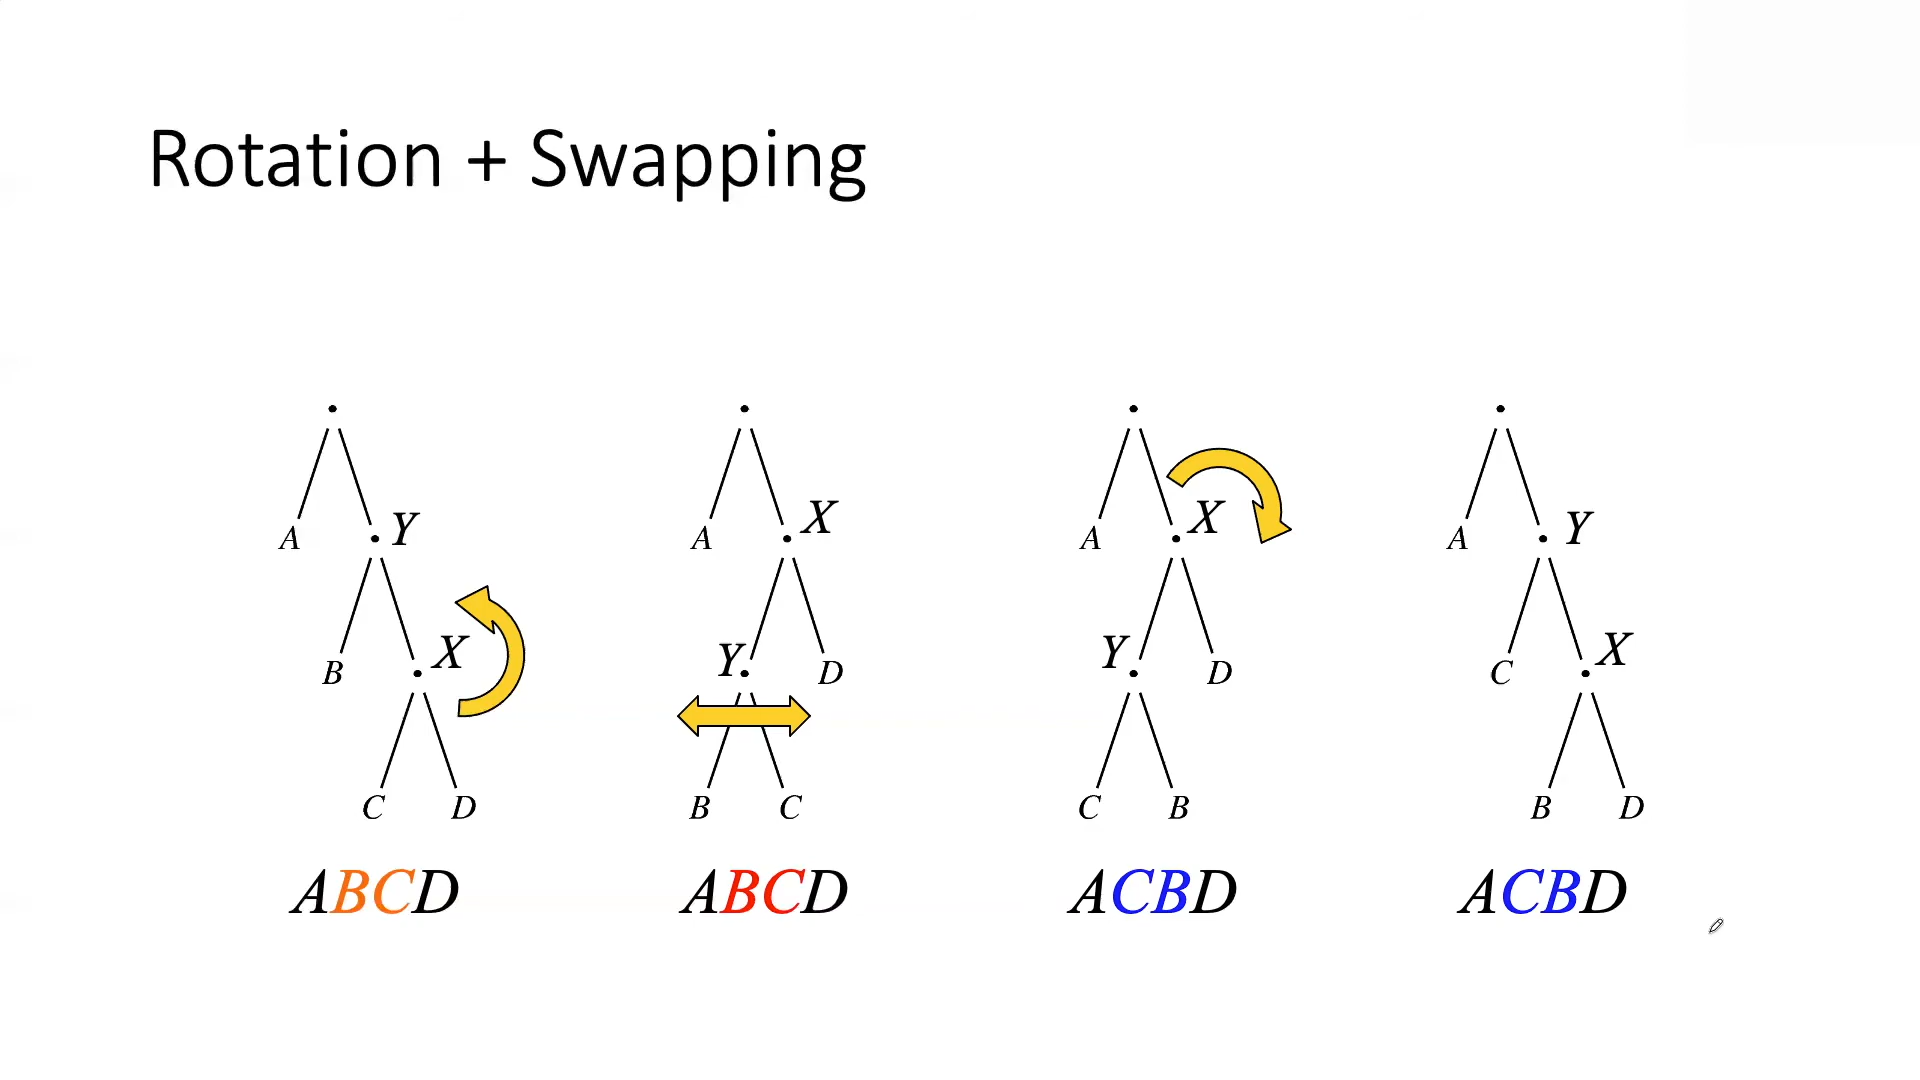 Rotation + Swapping
A Y
B X
C D
ABCD
A X
Y D
B C
ABCD
A X
Y D
C B
ACBD
A Y
C X
B D
ACBD